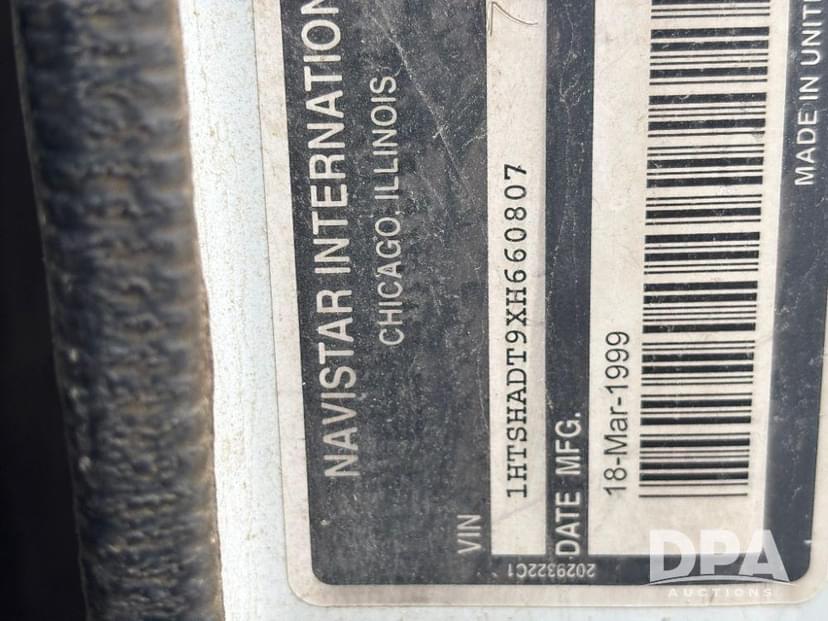 NAVISTAR INTERNATION
CHICAGO, ILLINOIS
VIN
1HTSHADT9XH660807
DATE MFG.
18-Mar-1999
MADE IN UNIT
2029322C1
DPA
AUCTIONS